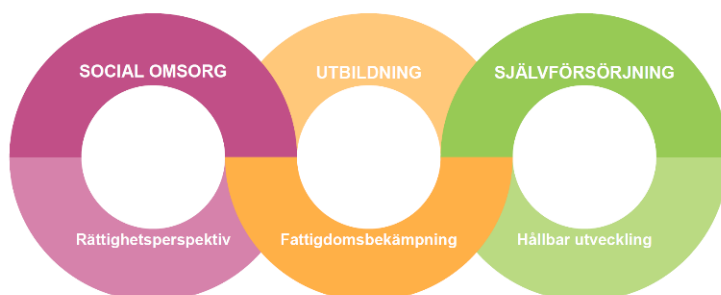 SOCIAL OMSORG
UTBILDNING
SJÄLVFÖRSÖRJNING
Rättighetsperspektiv
Fattigdomsbekämpning
Hållbar utveckling